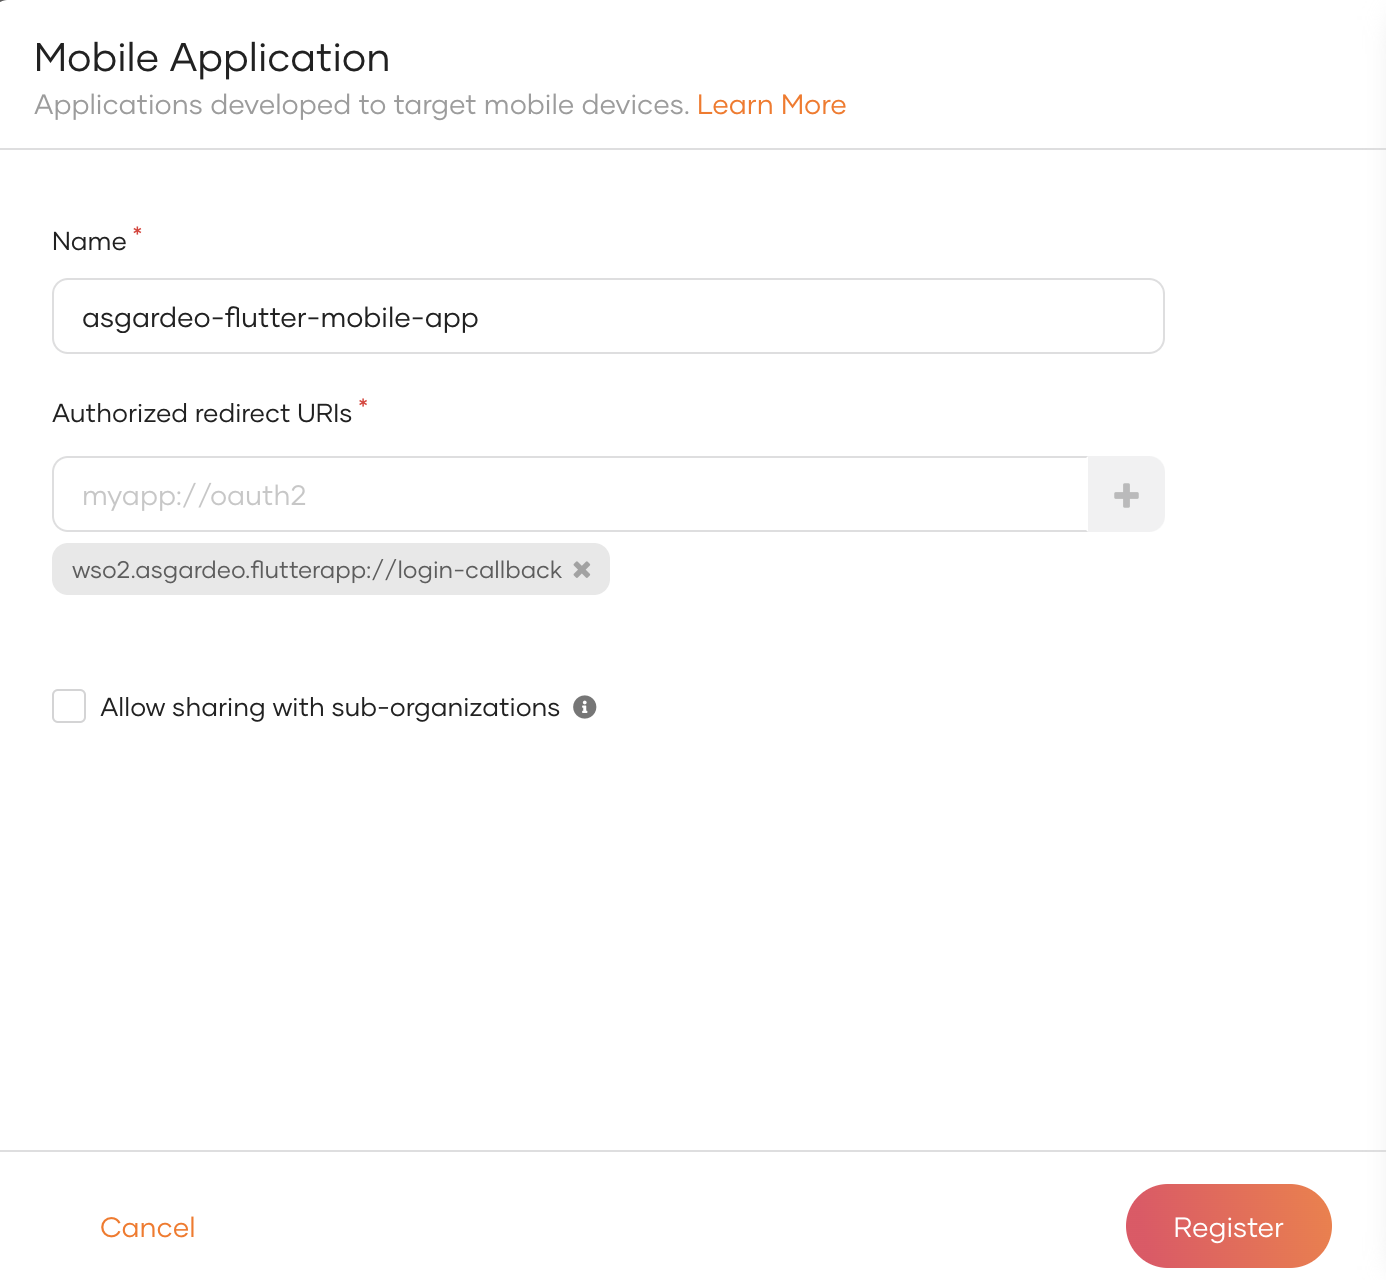 Mobile Application
Applications developed to target mobile devices. Learn More
Name *
asgardeo-flutter-mobile-app
Authorized redirect URIs *
myapp://oauth2
wso2.asgardeo.flutterapp://login-callback
Allow sharing with sub-organizations
Cancel
Register